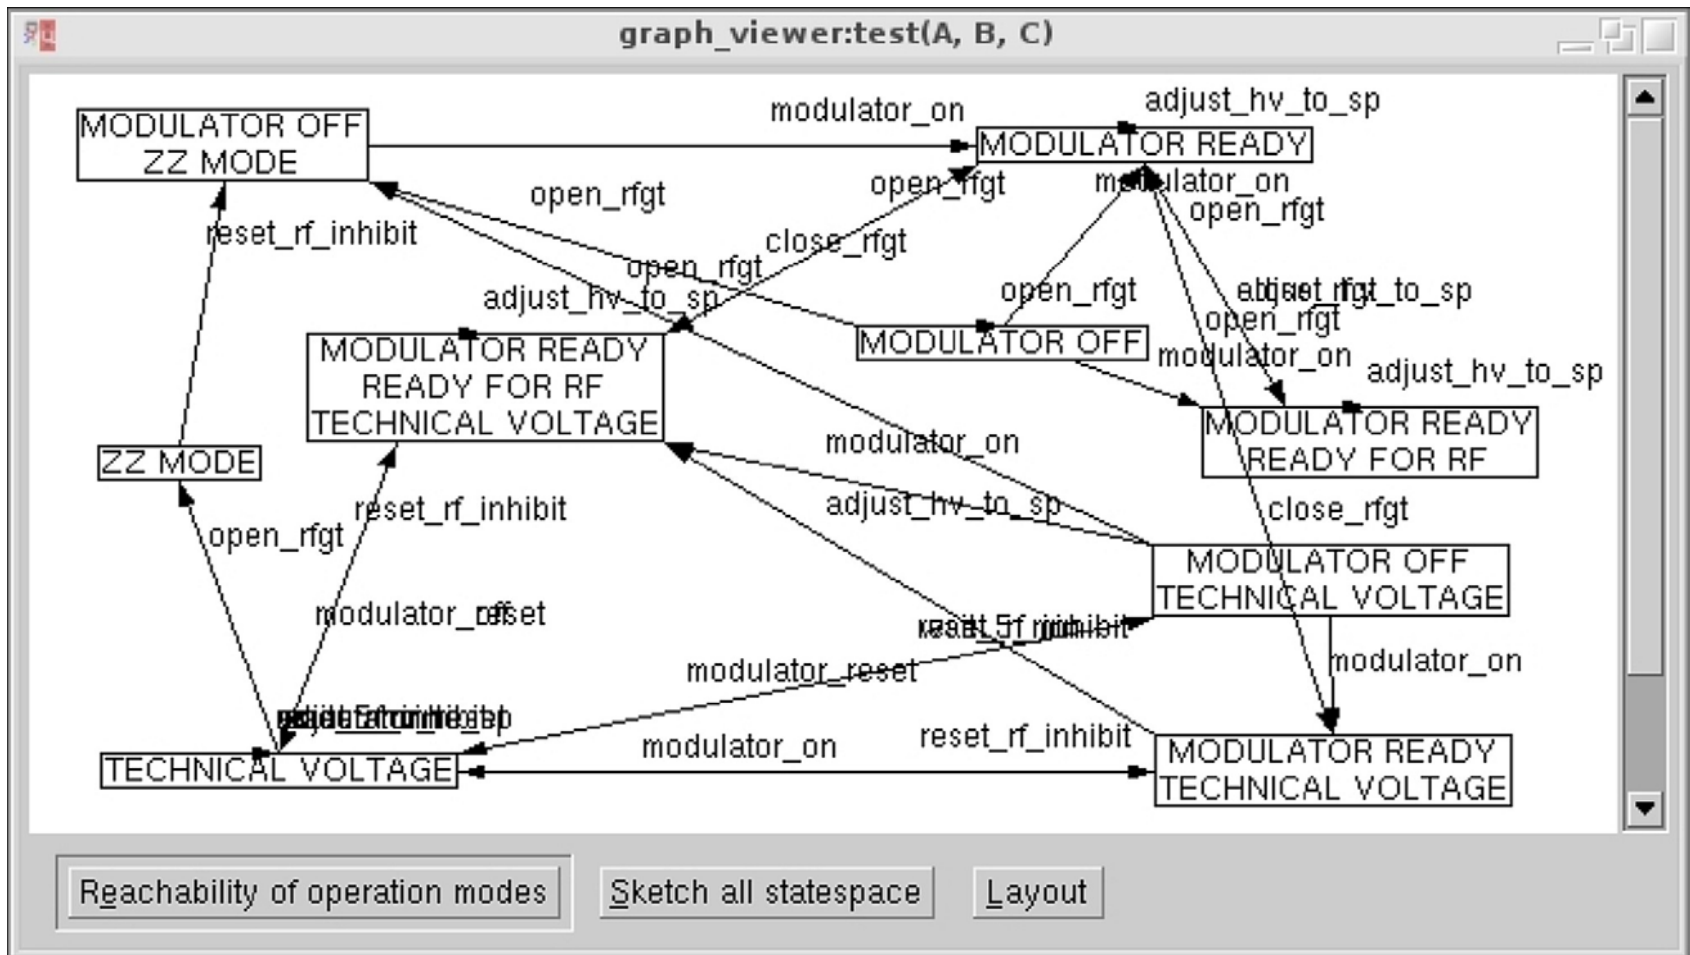 graph_viewer:test(A, B, C)
modulator_on
adjust_hv_to_sp
MODULATOR OFF
ZZ MODE
MODULATOR READY
open_rfgt
open_rfgt
modulator_on
open_rfgt
reset_rf_inhibit
close_rfgt
open_rfgt
adjust_hv_to_sp
open_rfgt
open_rfgt
MODULATOR OFF
modulator_on
adjust_hv_to_sp
MODULATOR READY
READY FOR RF
TECHNICAL VOLTAGE
MODULATOR READY
READY FOR RF
ZZ MODE
modulator_on
adjust_hv_to_sp
reset_rf_inhibit
open_rfgt
close_rfgt
MODULATOR OFF
TECHNICAL VOLTAGE
modulator_reset
modulator_on
modulator_on
reset_rf_inhibit
TECHNICAL VOLTAGE
MODULATOR READY
TECHNICAL VOLTAGE
Reachability of operation modes
Sketch all statespace
Layout